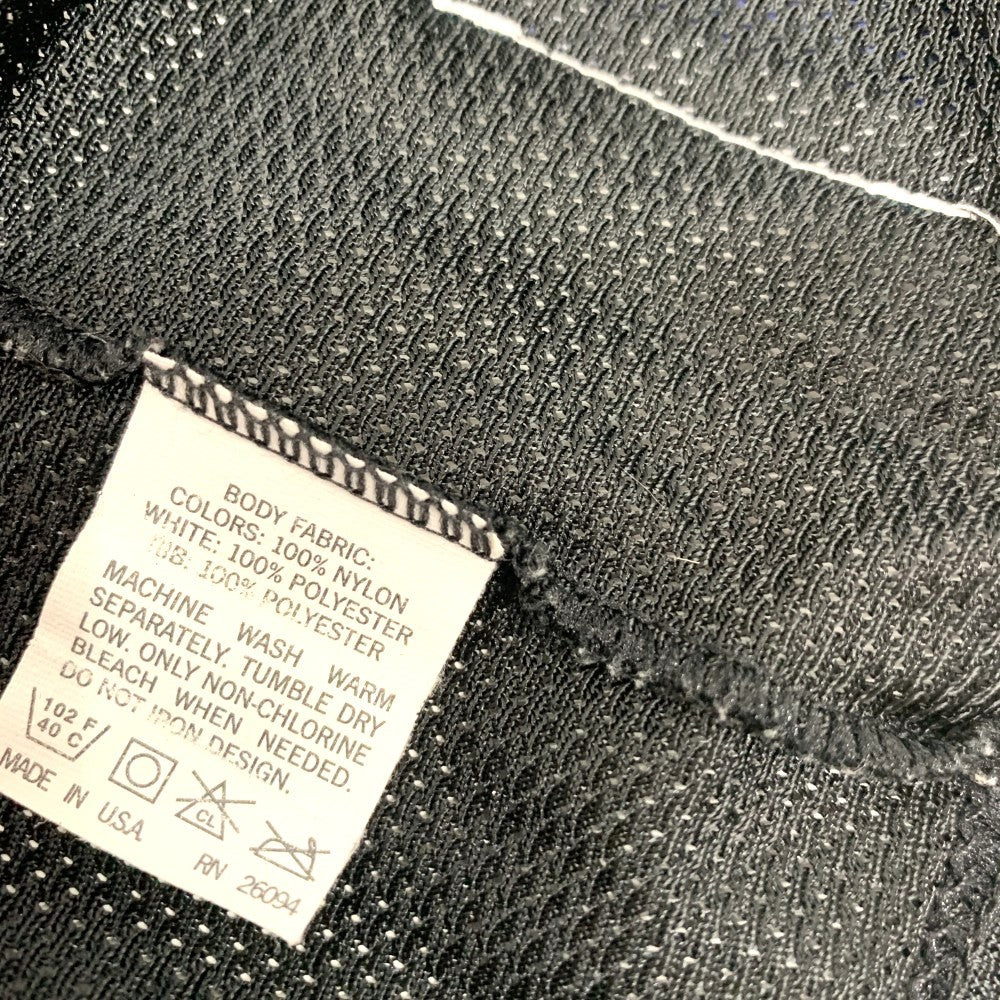 BODY FABRIC:
COLORS: 100% NYLON
WHITE: 100% POLYESTER
RIB: 100% POLYESTER
MACHINE WASH WARM
SEPARATELY. TUMBLE DRY
LOW. ONLY NON-CHLORINE
BLEACH WHEN NEEDED.
DO NOT IRON DESIGN.
102 F
40 C
CL
MADE IN U.S.A. RN 26094